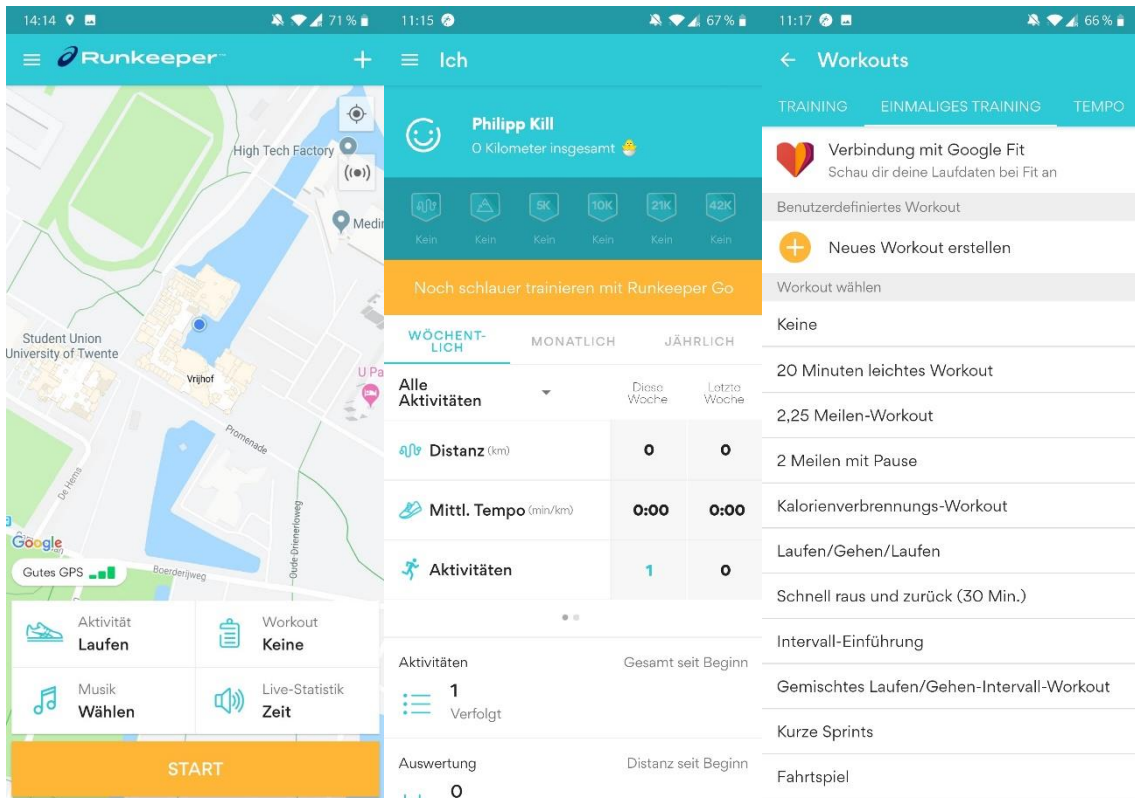 14:14
71 %
Runkeeper
High Tech Factory
Student Union
University of Twente
Vrijhof
U Pa
Promenade
De Hems
Oude Drienerloweg
Boerderijweg
Google
Gutes GPS
Aktivität
Laufen
Workout
Keine
Musik
Wählen
Live-Statistik
Zeit
START
11:15
67 %
Ich
Philipp Kill
0 Kilometer insgesamt
5K
10K
21K
42K
Kein Kein Kein Kein Kein Kein
Noch schlauer trainieren mit Runkeeper Go
WÖCHENT-
LICH
MONATLICH
JÄHRLICH
Alle
Aktivitäten
Diese
Woche
Letzte
Woche
Distanz (km) 0 0
Mittl. Tempo (min/km) 0:00 0:00
Aktivitäten 1 0
Aktivitäten Gesamt seit Beginn
1
Verfolgt
Auswertung Distanz seit Beginn
0
11:17
66 %
Workouts
TRAINING EINMALIGES TRAINING TEMPO
Verbindung mit Google Fit
Schau dir deine Laufdaten bei Fit an
Benutzerdefiniertes Workout
Neues Workout erstellen
Workout wählen
Keine
20 Minuten leichtes Workout
2,25 Meilen-Workout
2 Meilen mit Pause
Kalorienverbrennungs-Workout
Laufen/Gehen/Laufen
Schnell raus und zurück (30 Min.)
Intervall-Einführung
Gemischtes Laufen/Gehen-Intervall-Workout
Kurze Sprints
Fahrtspiel